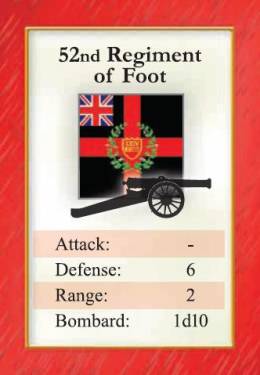 52nd Regiment
of Foot
Attack: -
Defense: 6
Range: 2
Bombard: 1d10